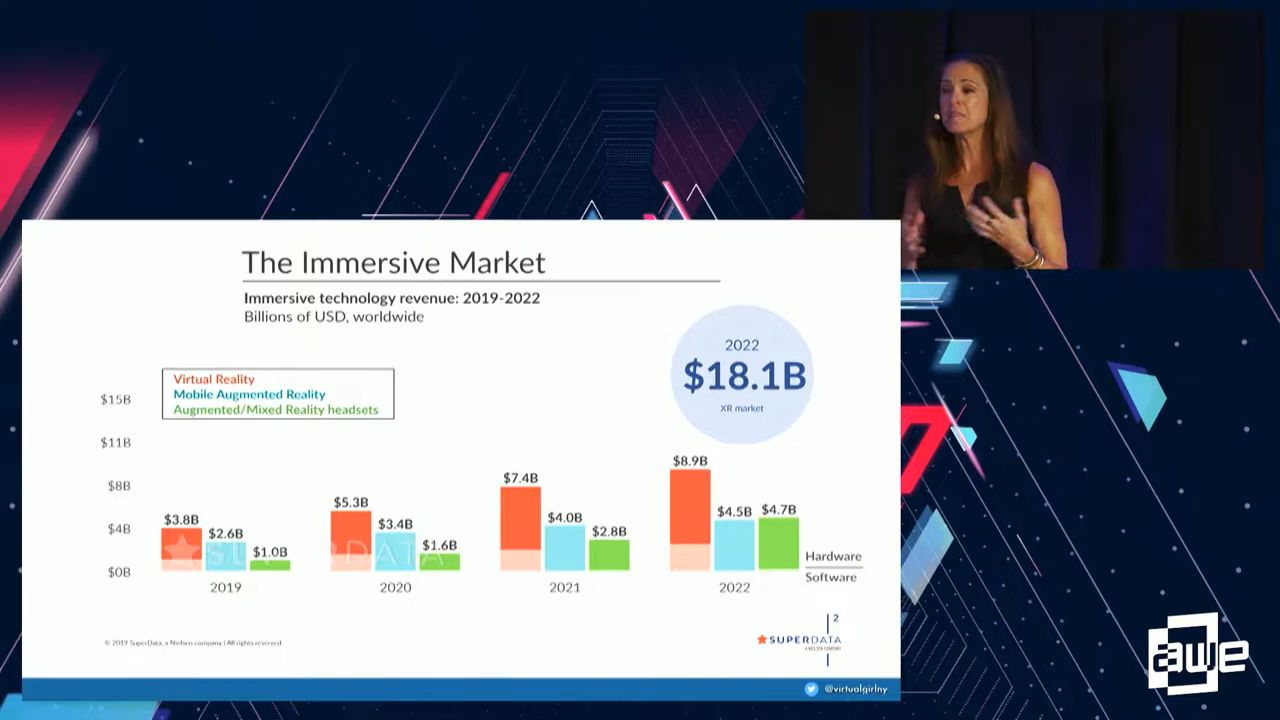 The Immersive Market
Immersive technology revenue: 2019-2022
Billions of USD, worldwide
2022
$18.1B
XR market
Virtual Reality
Mobile Augmented Reality
Augmented/Mixed Reality headsets
$15B
$11B
$8B
$4B
$0B
$3.8B
$2.6B
$1.0B
$5.3B
$3.4B
$1.6B
$7.4B
$4.0B
$2.8B
$8.9B
$4.5B
$4.7B
SUPERDATA
Hardware
Software
2019
2020
2021
2022
2
© 2019 SuperData, a Nielsen company | All rights reserved.
SUPERDATA
A NIELSEN COMPANY
@virtualgirlny
awe